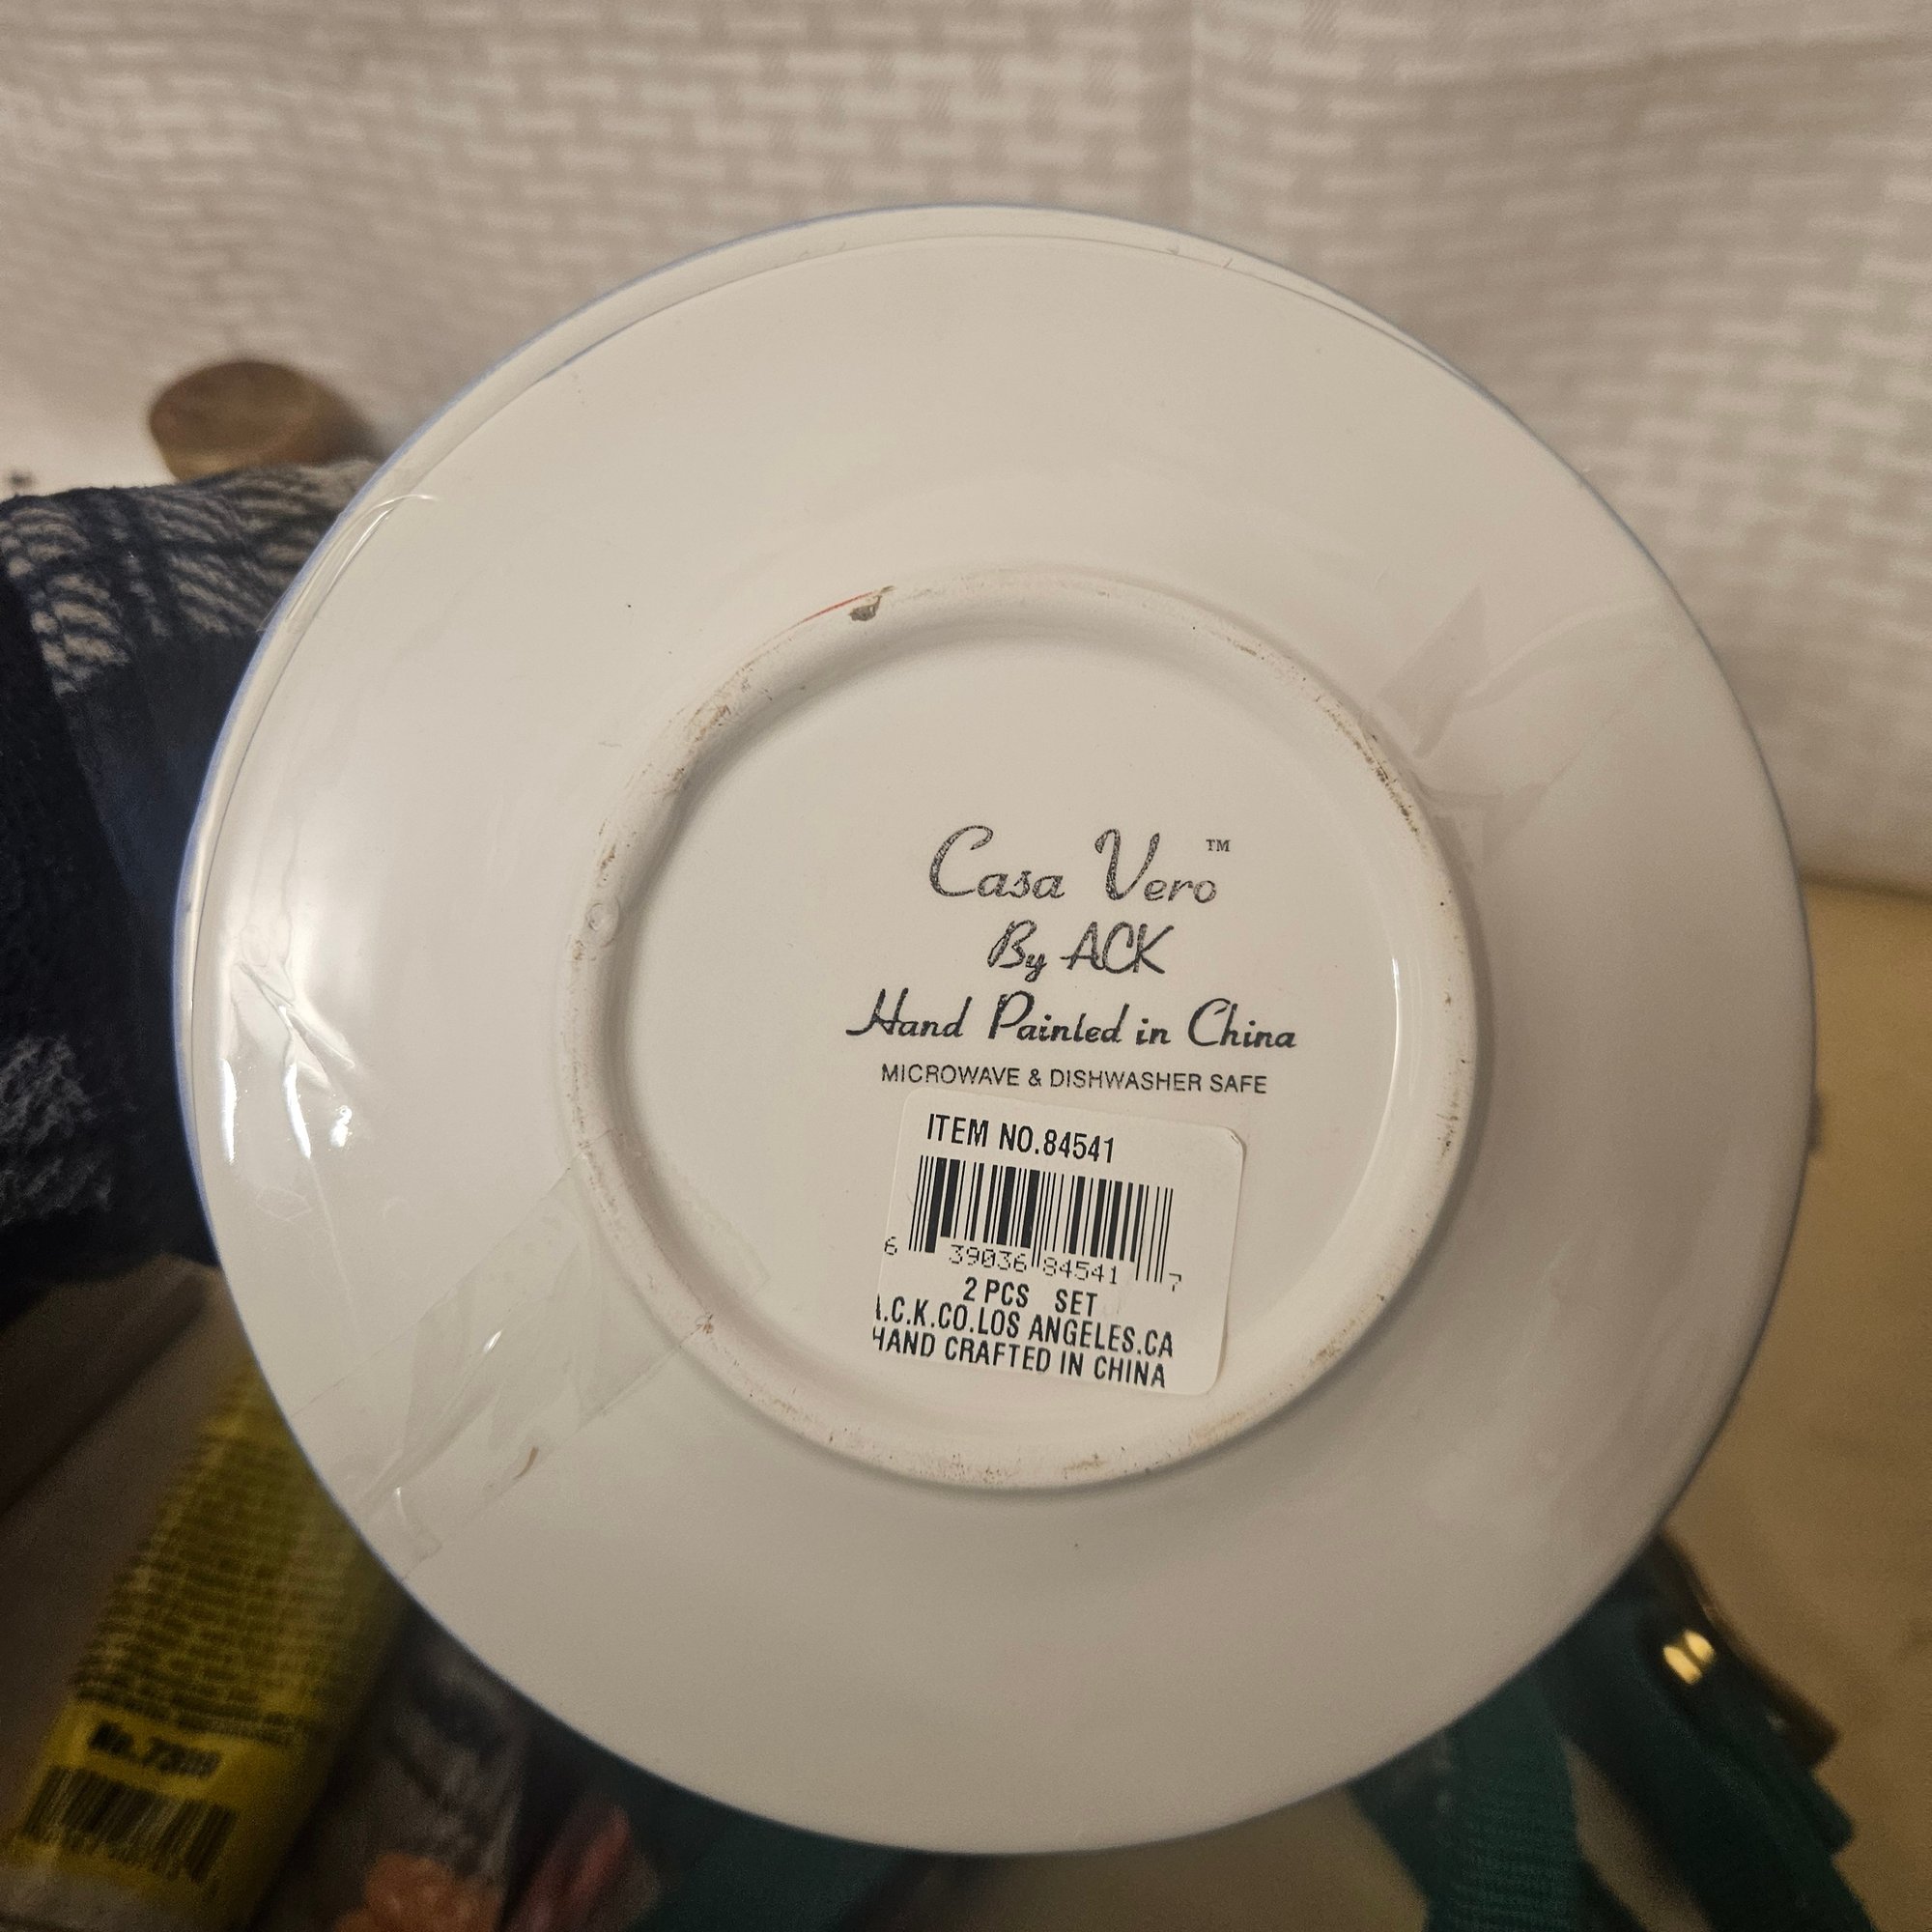 Casa Vero™
By ACK
Hand Painted in China
MICROWAVE & DISHWASHER SAFE
ITEM NO.84541
6 39036 84541 7
2 PCS SET
.C.K.CO.LOS ANGELES.CA
HAND CRAFTED IN CHINA